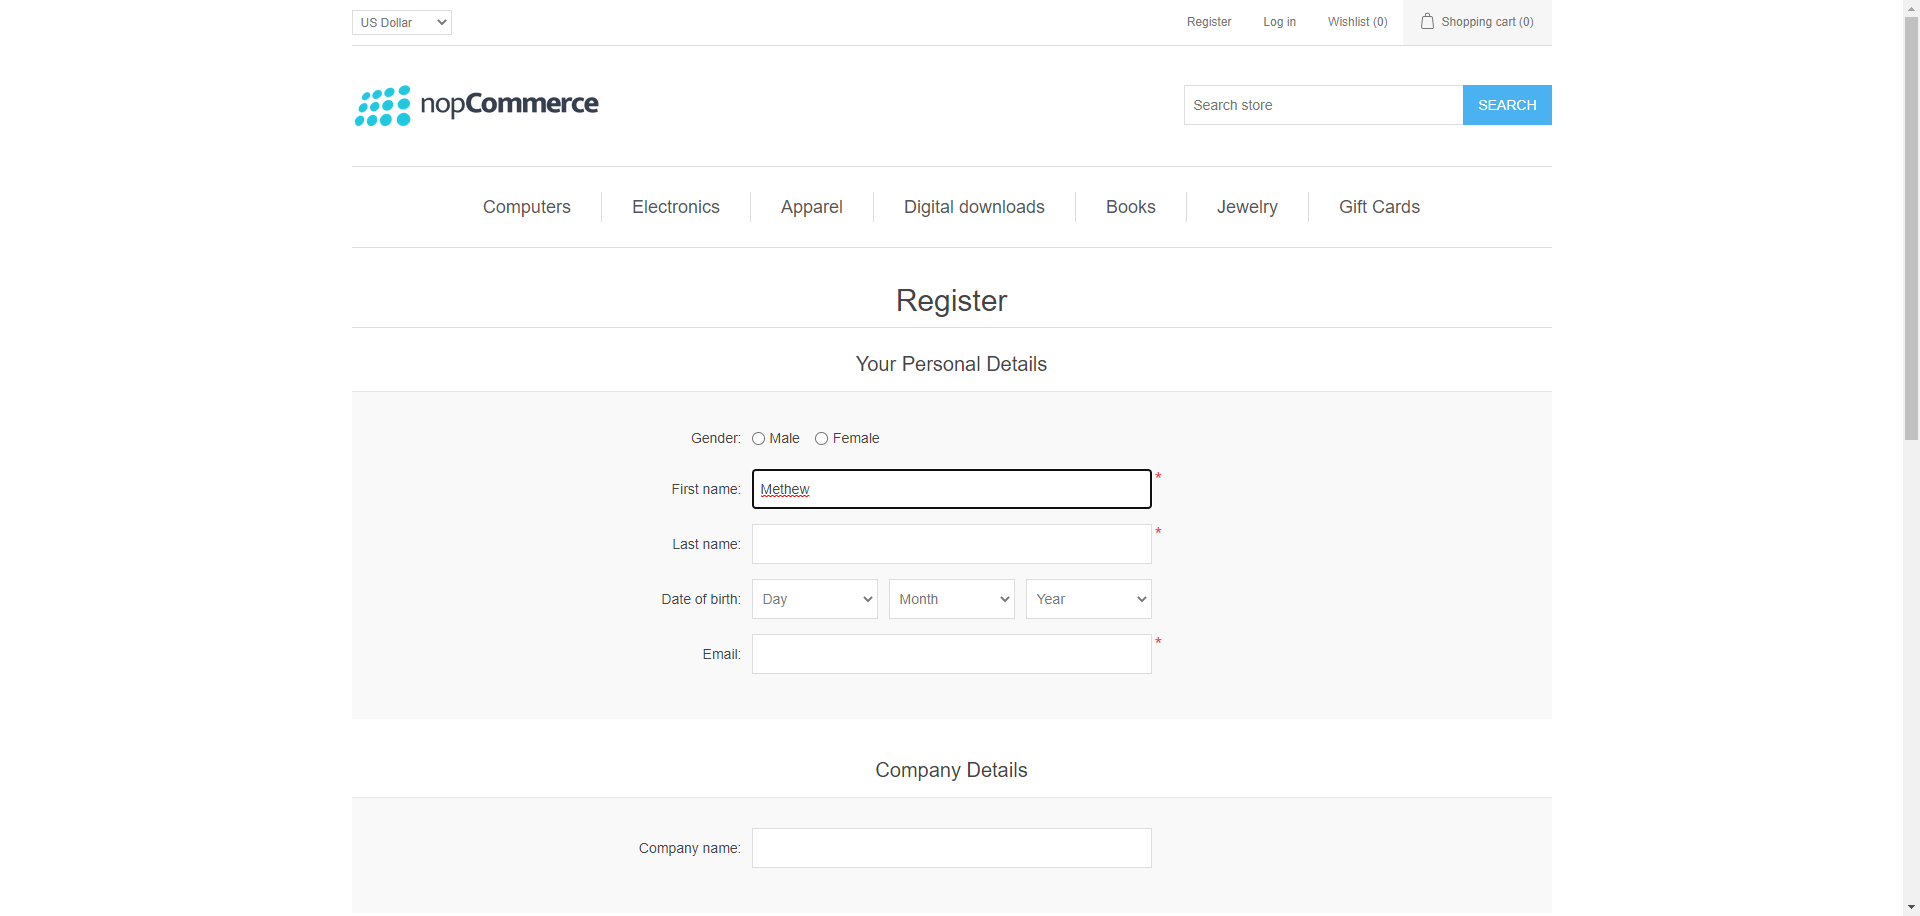 US Dollar Register Log in Wishlist (0) Shopping cart (0)
nopCommerce Search store SEARCH
Computers Electronics Apparel Digital downloads Books Jewelry Gift Cards
Register
Your Personal Details
Gender: Male Female
First name: Methew *
Last name: *
Date of birth: Day Month Year
Email: *
Company Details
Company name: